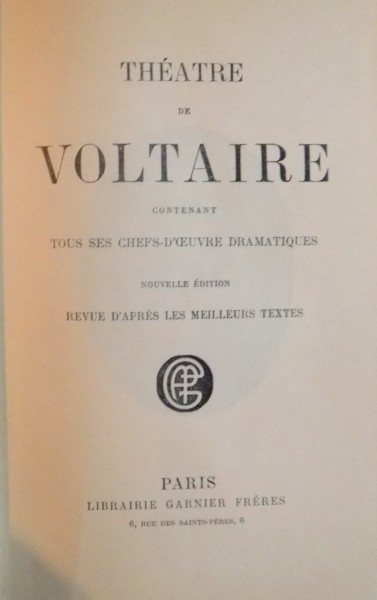 THÉATRE
DE
VOLTAIRE
CONTENANT
TOUS SES CHEFS-D'ŒUVRE DRAMATIQUES
NOUVELLE ÉDITION
REVUE D'APRÈS LES MEILLEURS TEXTES
PARIS
LIBRAIRIE GARNIER FRÈRES
6, RUE DES SAINTS-PÈRES, 6